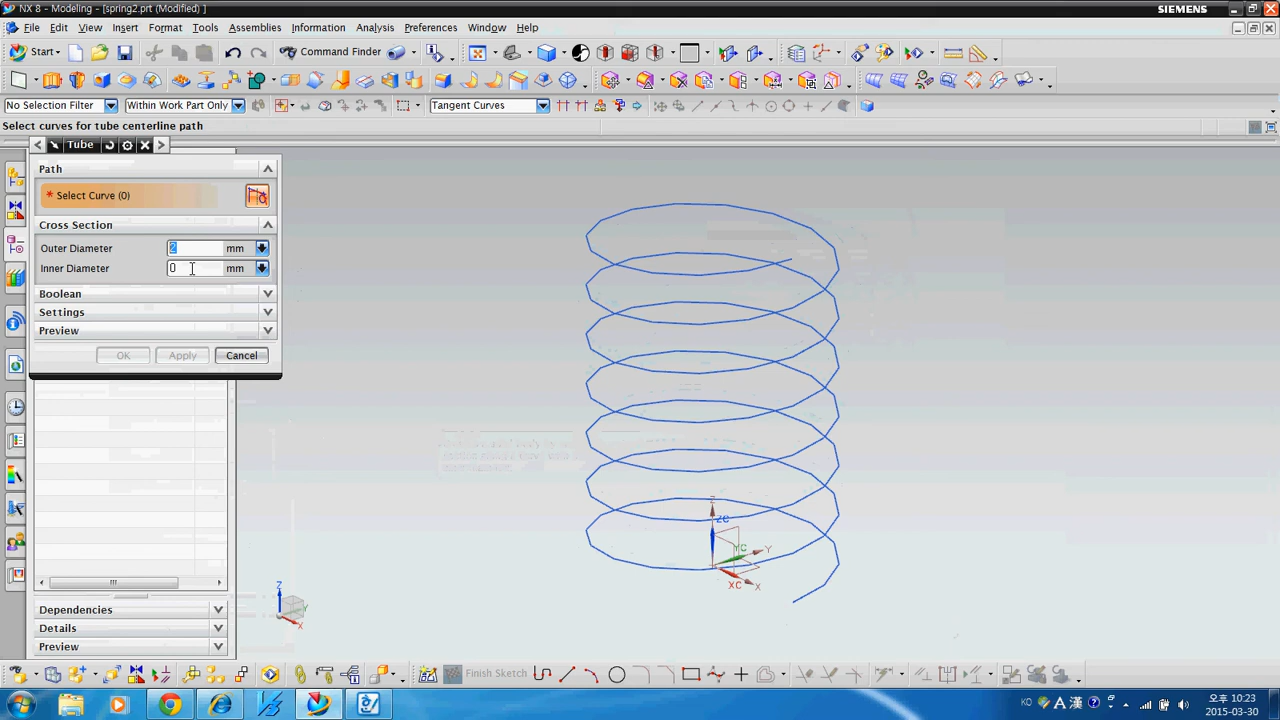 NX 8 - Modeling - [spring2.prt (Modified) ]
SIEMENS
File Edit View Insert Format Tools Assemblies Information Analysis Preferences Window Help
Start Command Finder
No Selection Filter Within Work Part Only Tangent Curves
Select curves for tube centerline path
Tube
Path
* Select Curve (0)
Cross Section
Outer Diameter 2 mm
Inner Diameter 0 mm
Boolean
Settings
Preview
OK Apply Cancel
Z
ZC
YC Y
XC X
Z
Y
X
Dependencies
Details
Preview
Finish Sketch
KO A 漢 오후 10:23
2015-03-30